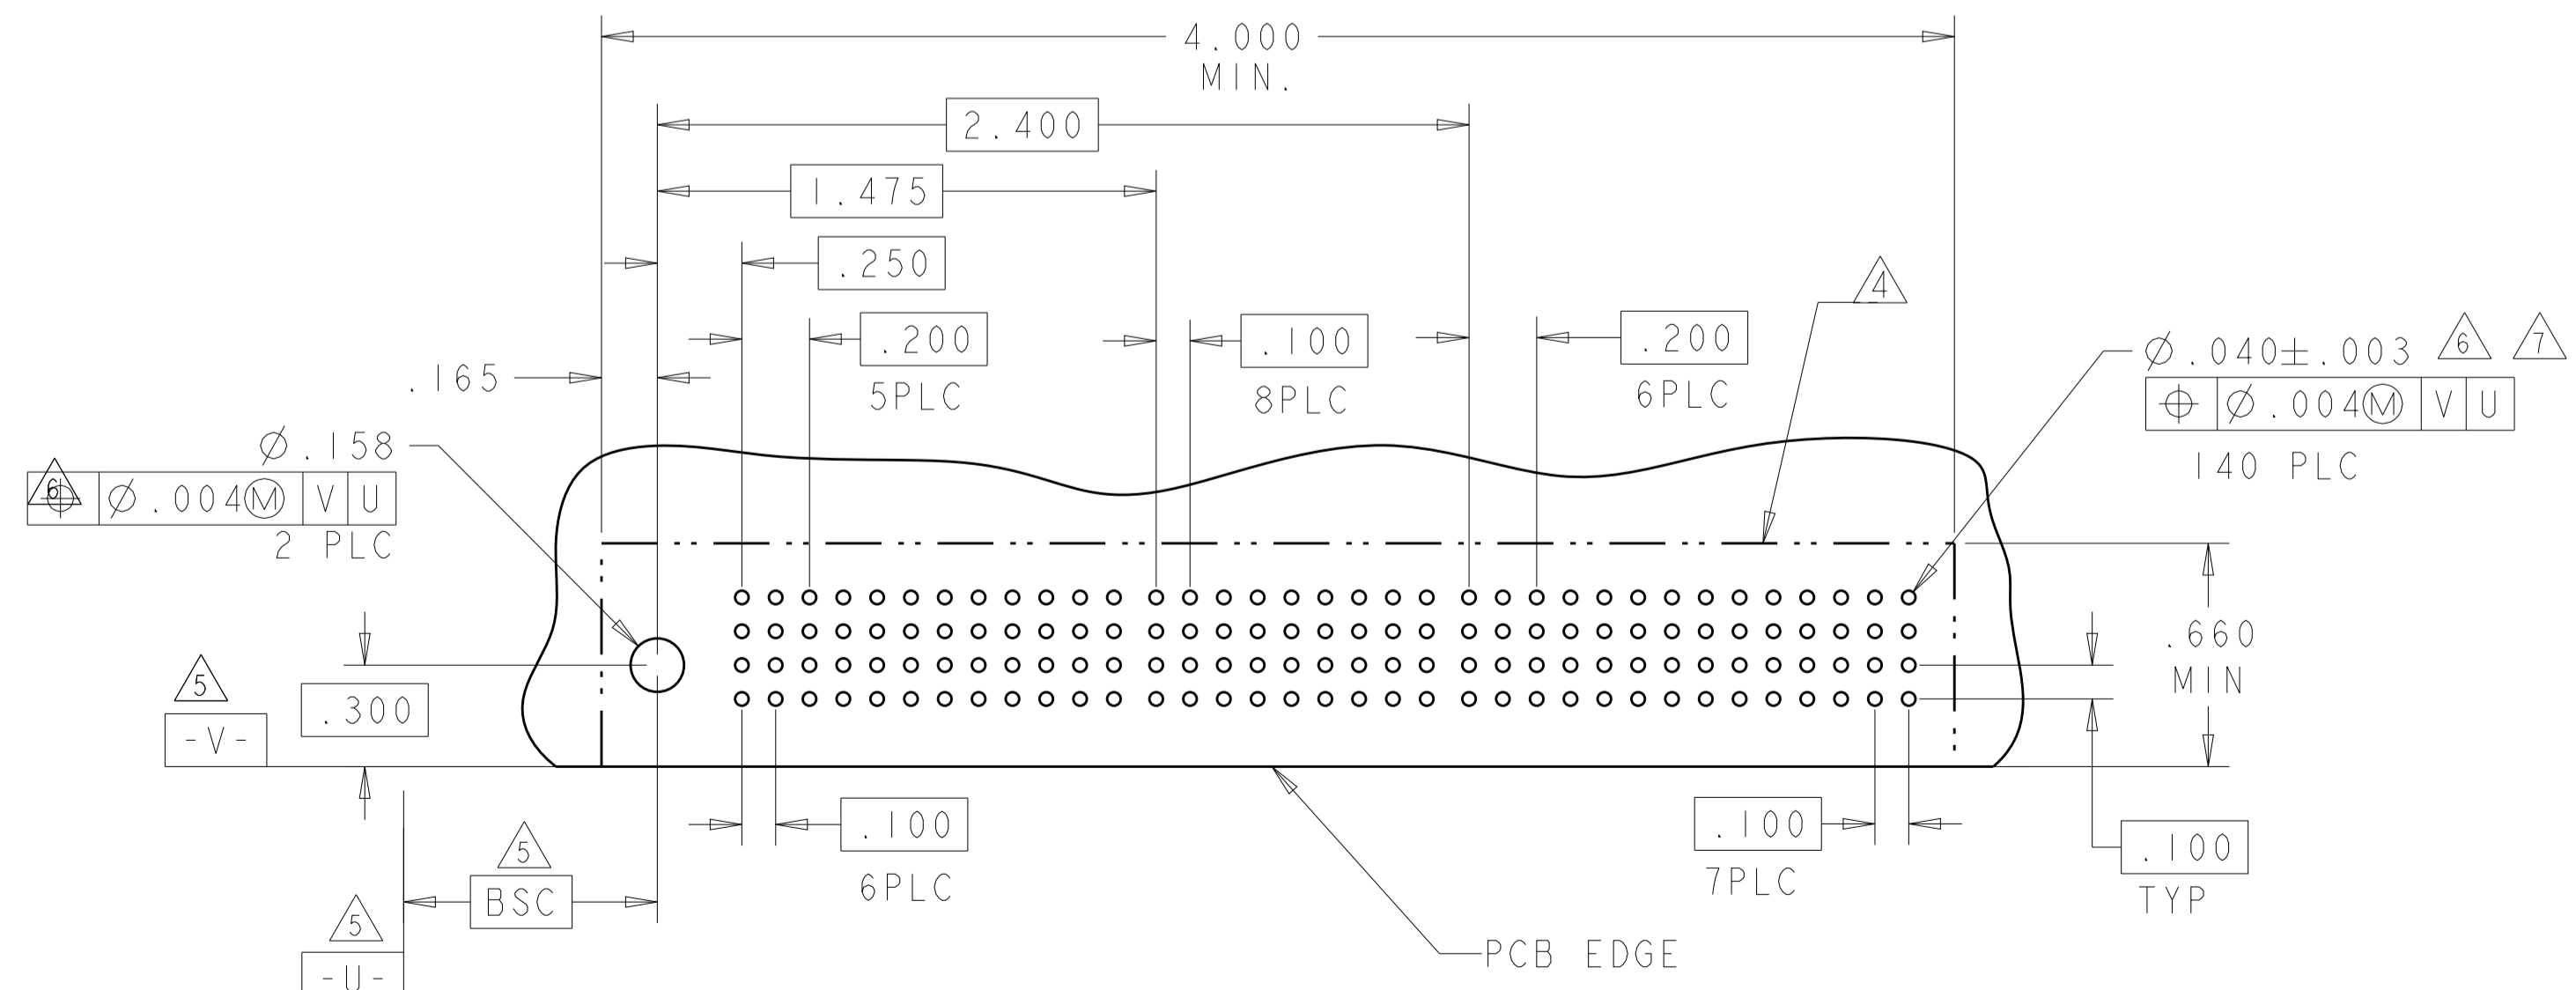 4.000
MIN.
2.400
1.475
.250
4
.200
5PLC
.100
8PLC
.200
6PLC
⌀.040±.003 6 7
⌖ ⌀.004Ⓜ V U
140 PLC
.165
⌀.158
6
⌖ ⌀.004Ⓜ V U
2 PLC
.660
MIN
5
-V-
.300
.100
6PLC
.100
7PLC
.100
TYP
5
BSC
5
-U-
PCB EDGE